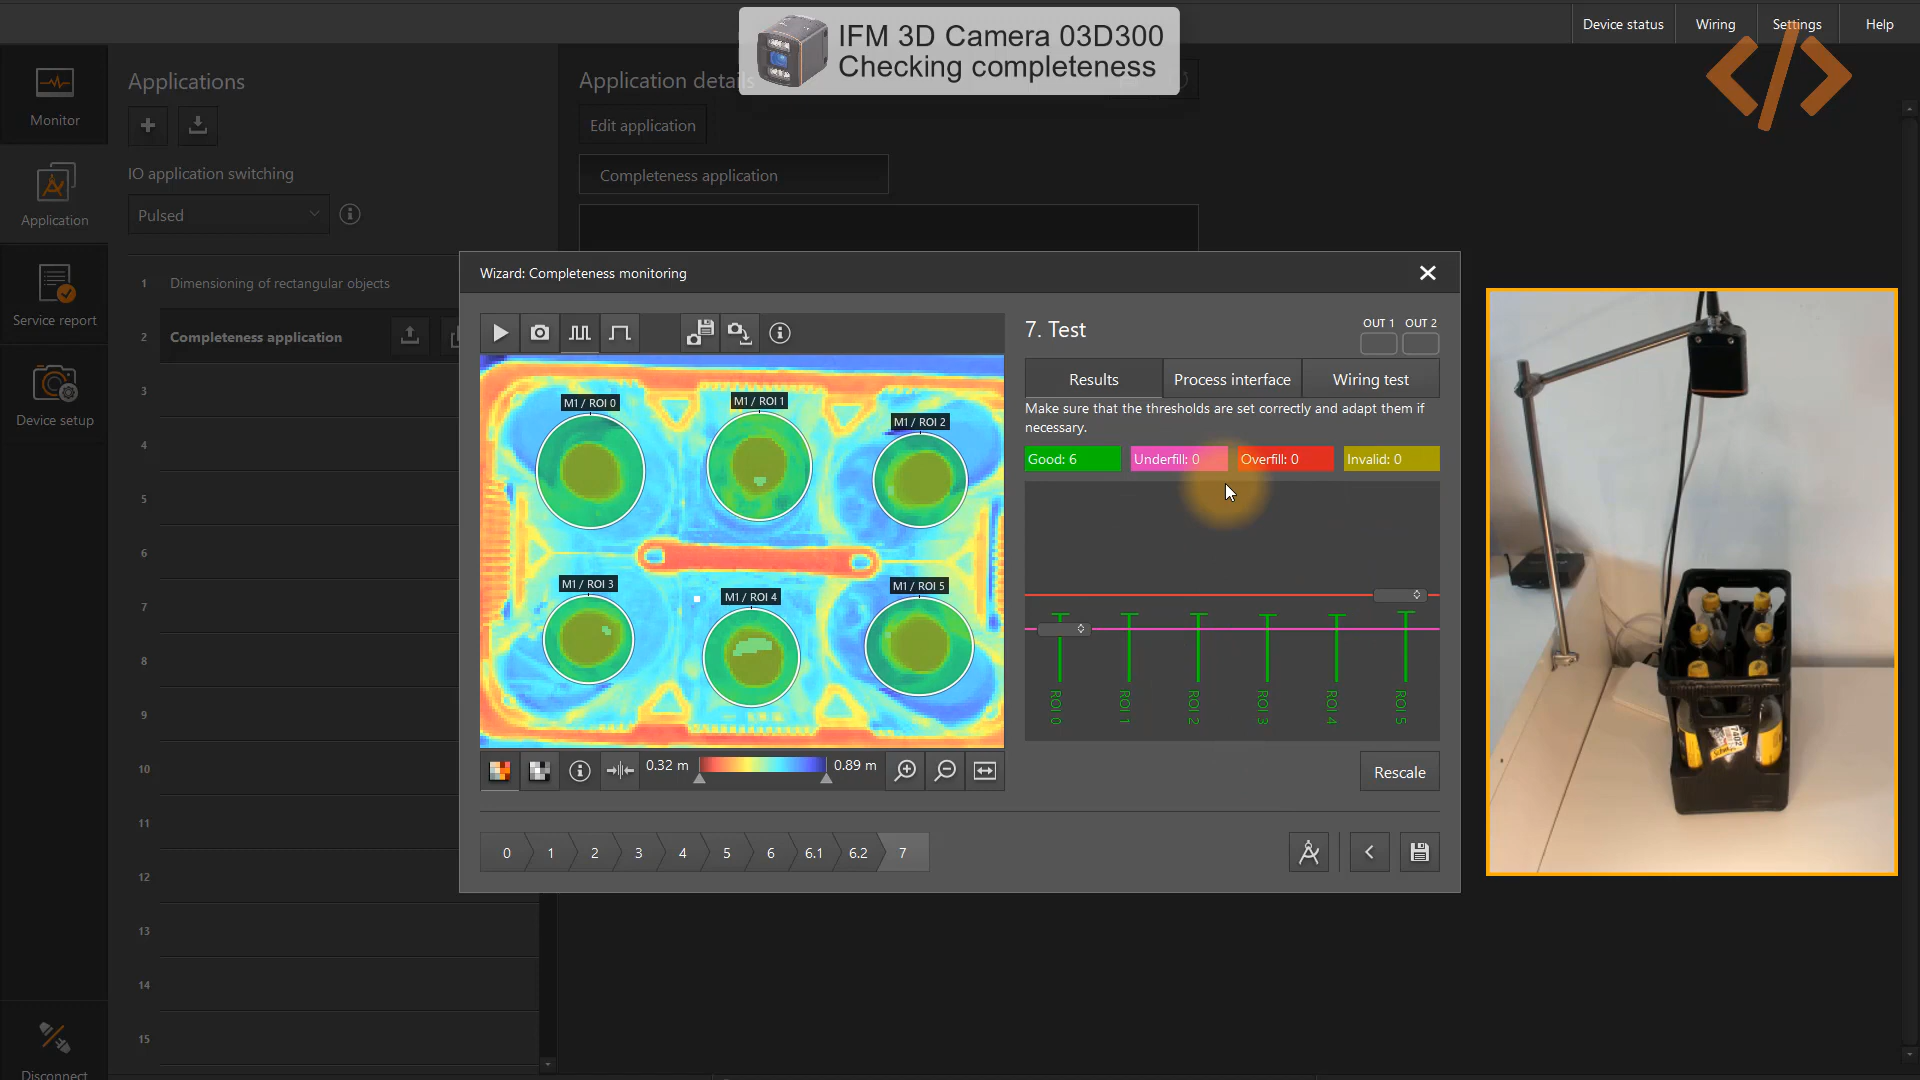 IFM 3D Camera 03D300
Checking completeness
Device status
Wiring
Settings
Help
Monitor
Application
Service report
Device setup
Disconnect
Applications
IO application switching
Pulsed
1 Dimensioning of rectangular objects
2 Completeness application
3
4
5
6
7
8
9
10
11
12
13
14
15
Application details
Edit application
Completeness application
Wizard: Completeness monitoring
M1 / ROI 0
M1 / ROI 1
M1 / ROI 2
M1 / ROI 3
M1 / ROI 4
M1 / ROI 5
0.32 m
0.89 m
7. Test
OUT 1 OUT 2
Results
Process interface
Wiring test
Make sure that the thresholds are set correctly and adapt them if
necessary.
Good: 6
Underfill: 0
Overfill: 0
Invalid: 0
ROI 0
ROI 1
ROI 2
ROI 3
ROI 4
ROI 5
Rescale
0 1 2 3 4 5 6 6.1 6.2 7